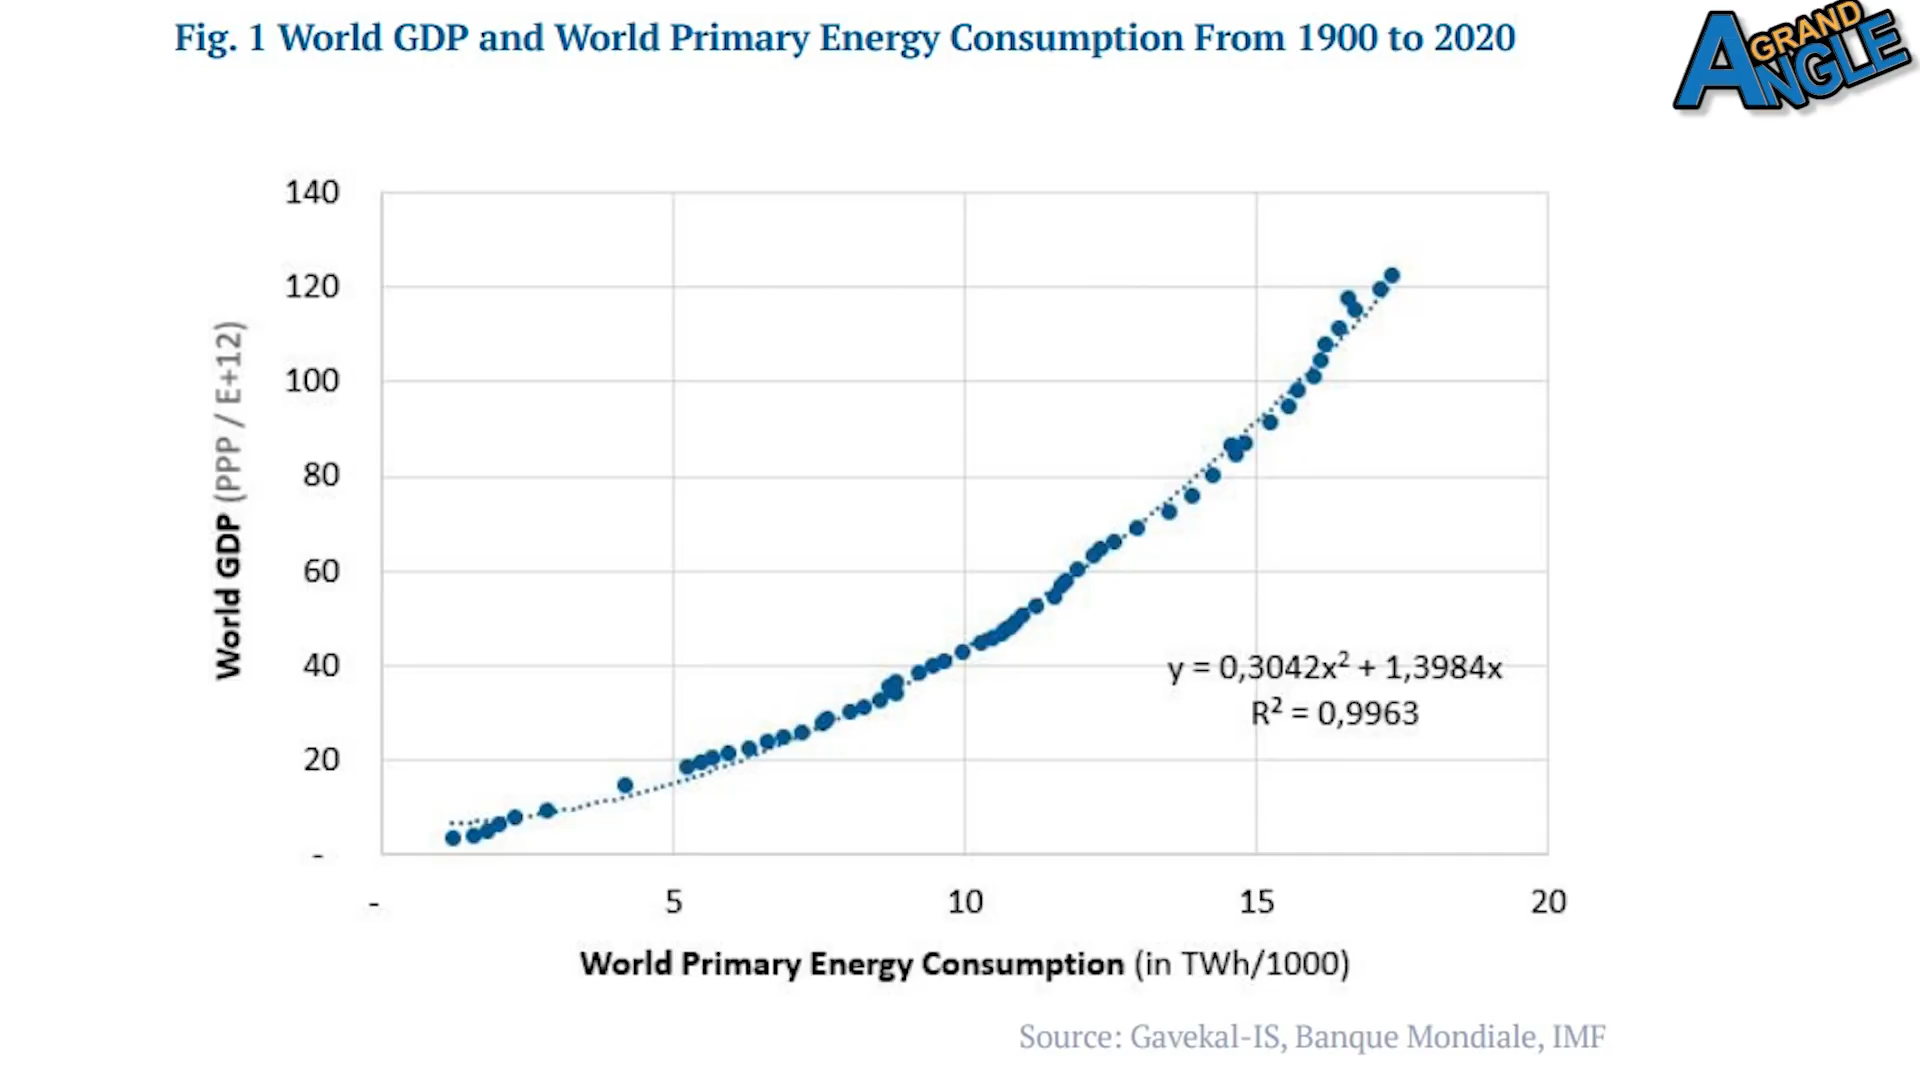 Fig. 1 World GDP and World Primary Energy Consumption From 1900 to 2020
GRAND
ANGLE
140
120
100
80
60
40
20
-
World GDP (PPP / E+12)
y = 0,3042x² + 1,3984x
R² = 0,9963
- 5 10 15 20
World Primary Energy Consumption (in TWh/1000)
Source: Gavekal-IS, Banque Mondiale, IMF